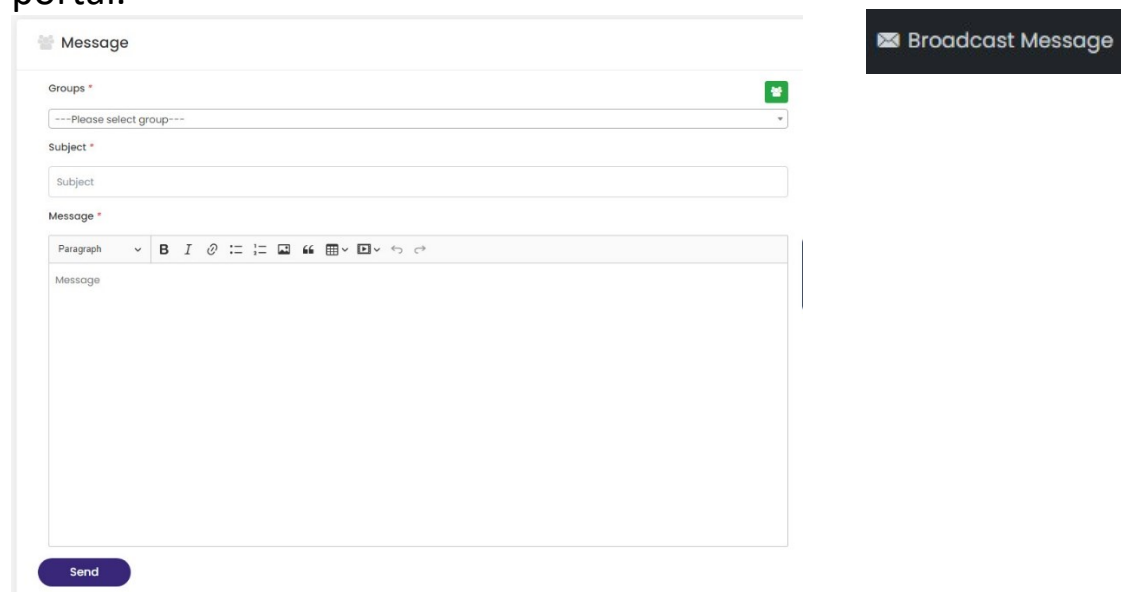 portal.
Message
Broadcast Message
Groups *
---Please select group---
Subject *
Subject
Message *
Paragraph
Message
Send